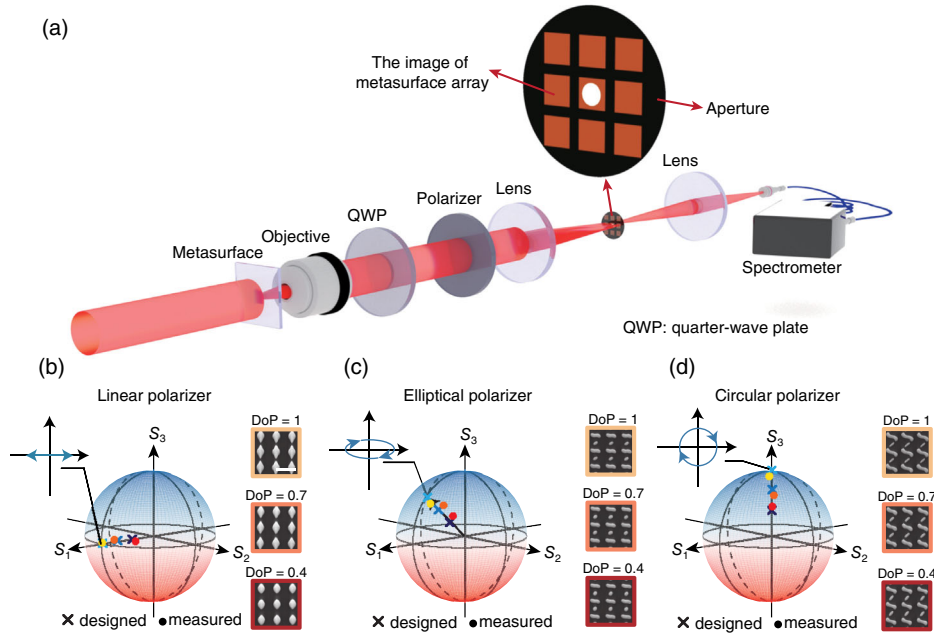 (a)
The image of
metasurface array
Aperture
Lens
Polarizer
Lens
QWP
Objective
Metasurface
Spectrometer
QWP: quarter-wave plate
(b)
Linear polarizer
DoP = 1
S3
DoP = 0.7
S1
S2
DoP = 0.4
designed
measured
(c)
Elliptical polarizer
DoP = 1
S3
DoP = 0.7
S1
S2
DoP = 0.4
designed
measured
(d)
Circular polarizer
DoP = 1
S3
DoP = 0.7
S1
S2
DoP = 0.4
designed
measured